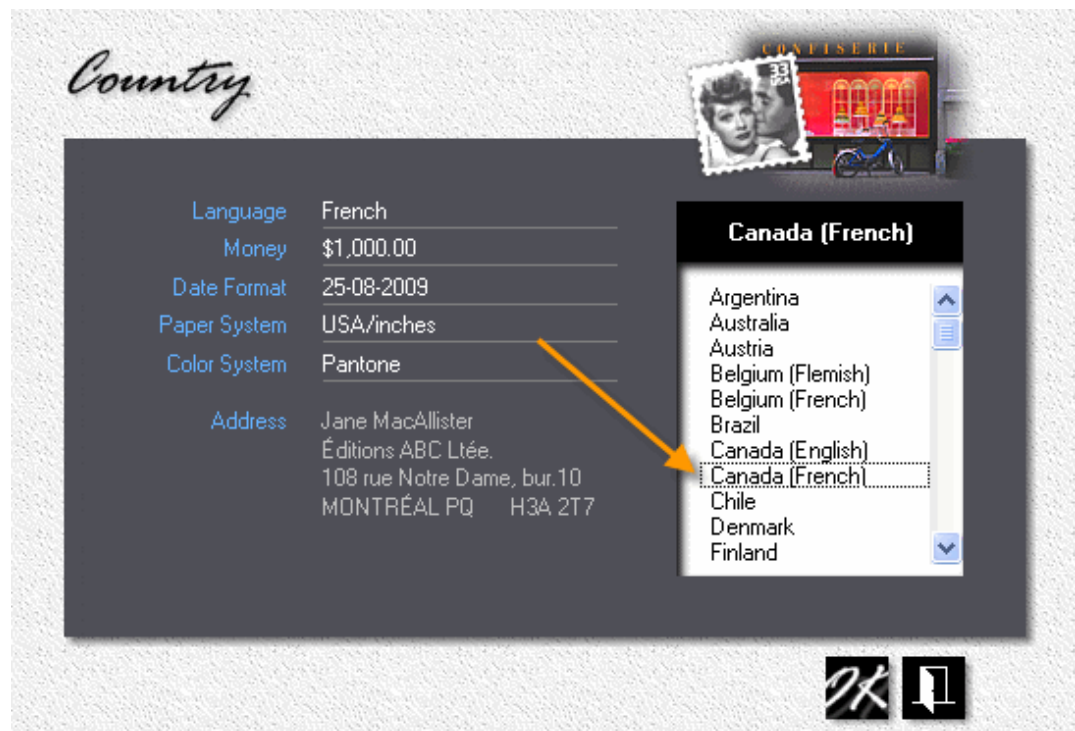 Country
CONFISERIE
33
USA
Language French
Money $1,000.00
Date Format 25-08-2009
Paper System USA/inches
Color System Pantone
Address Jane MacAllister
Éditions ABC Ltée.
108 rue Notre Dame, bur.10
MONTRÉAL PQ H3A 2T7
Canada (French)
Argentina
Australia
Austria
Belgium (Flemish)
Belgium (French)
Brazil
Canada (English)
Canada (French)
Chile
Denmark
Finland
OK